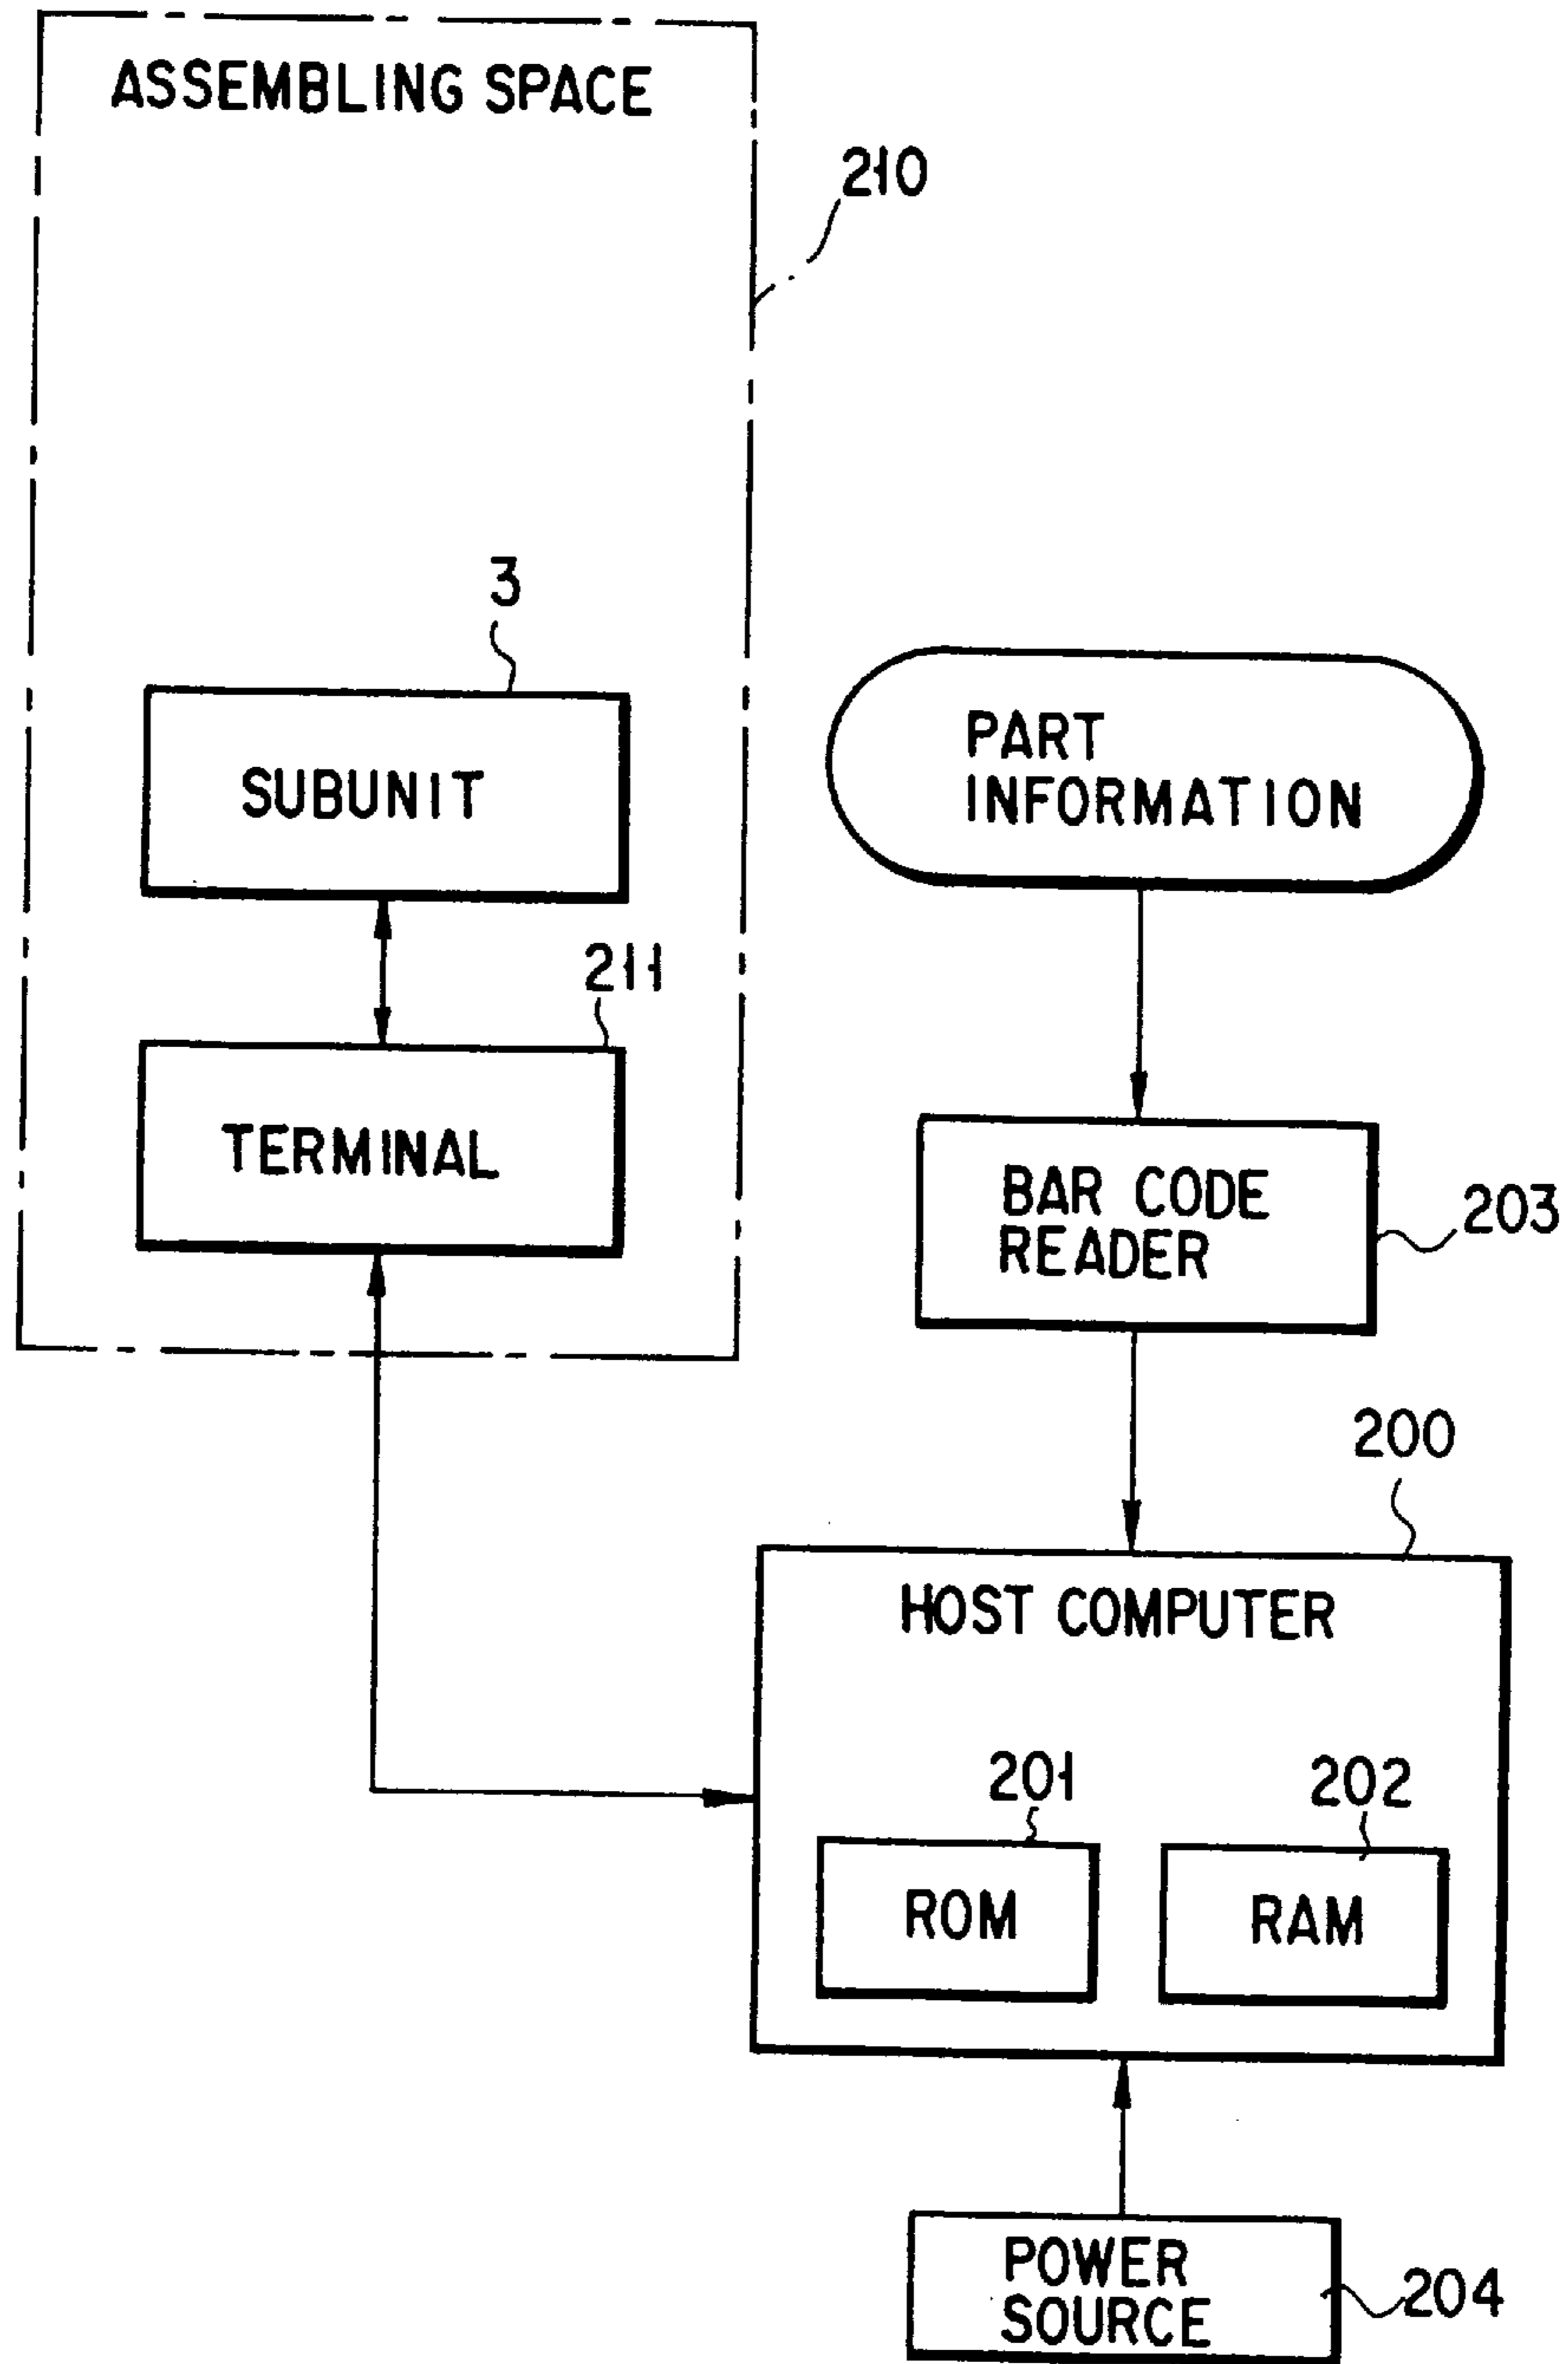 ASSEMBLING SPACE
210
3
SUBUNIT
PART
INFORMATION
211
TERMINAL
BAR CODE
READER
203
200
HOST COMPUTER
201
202
ROM
RAM
POWER
SOURCE
204